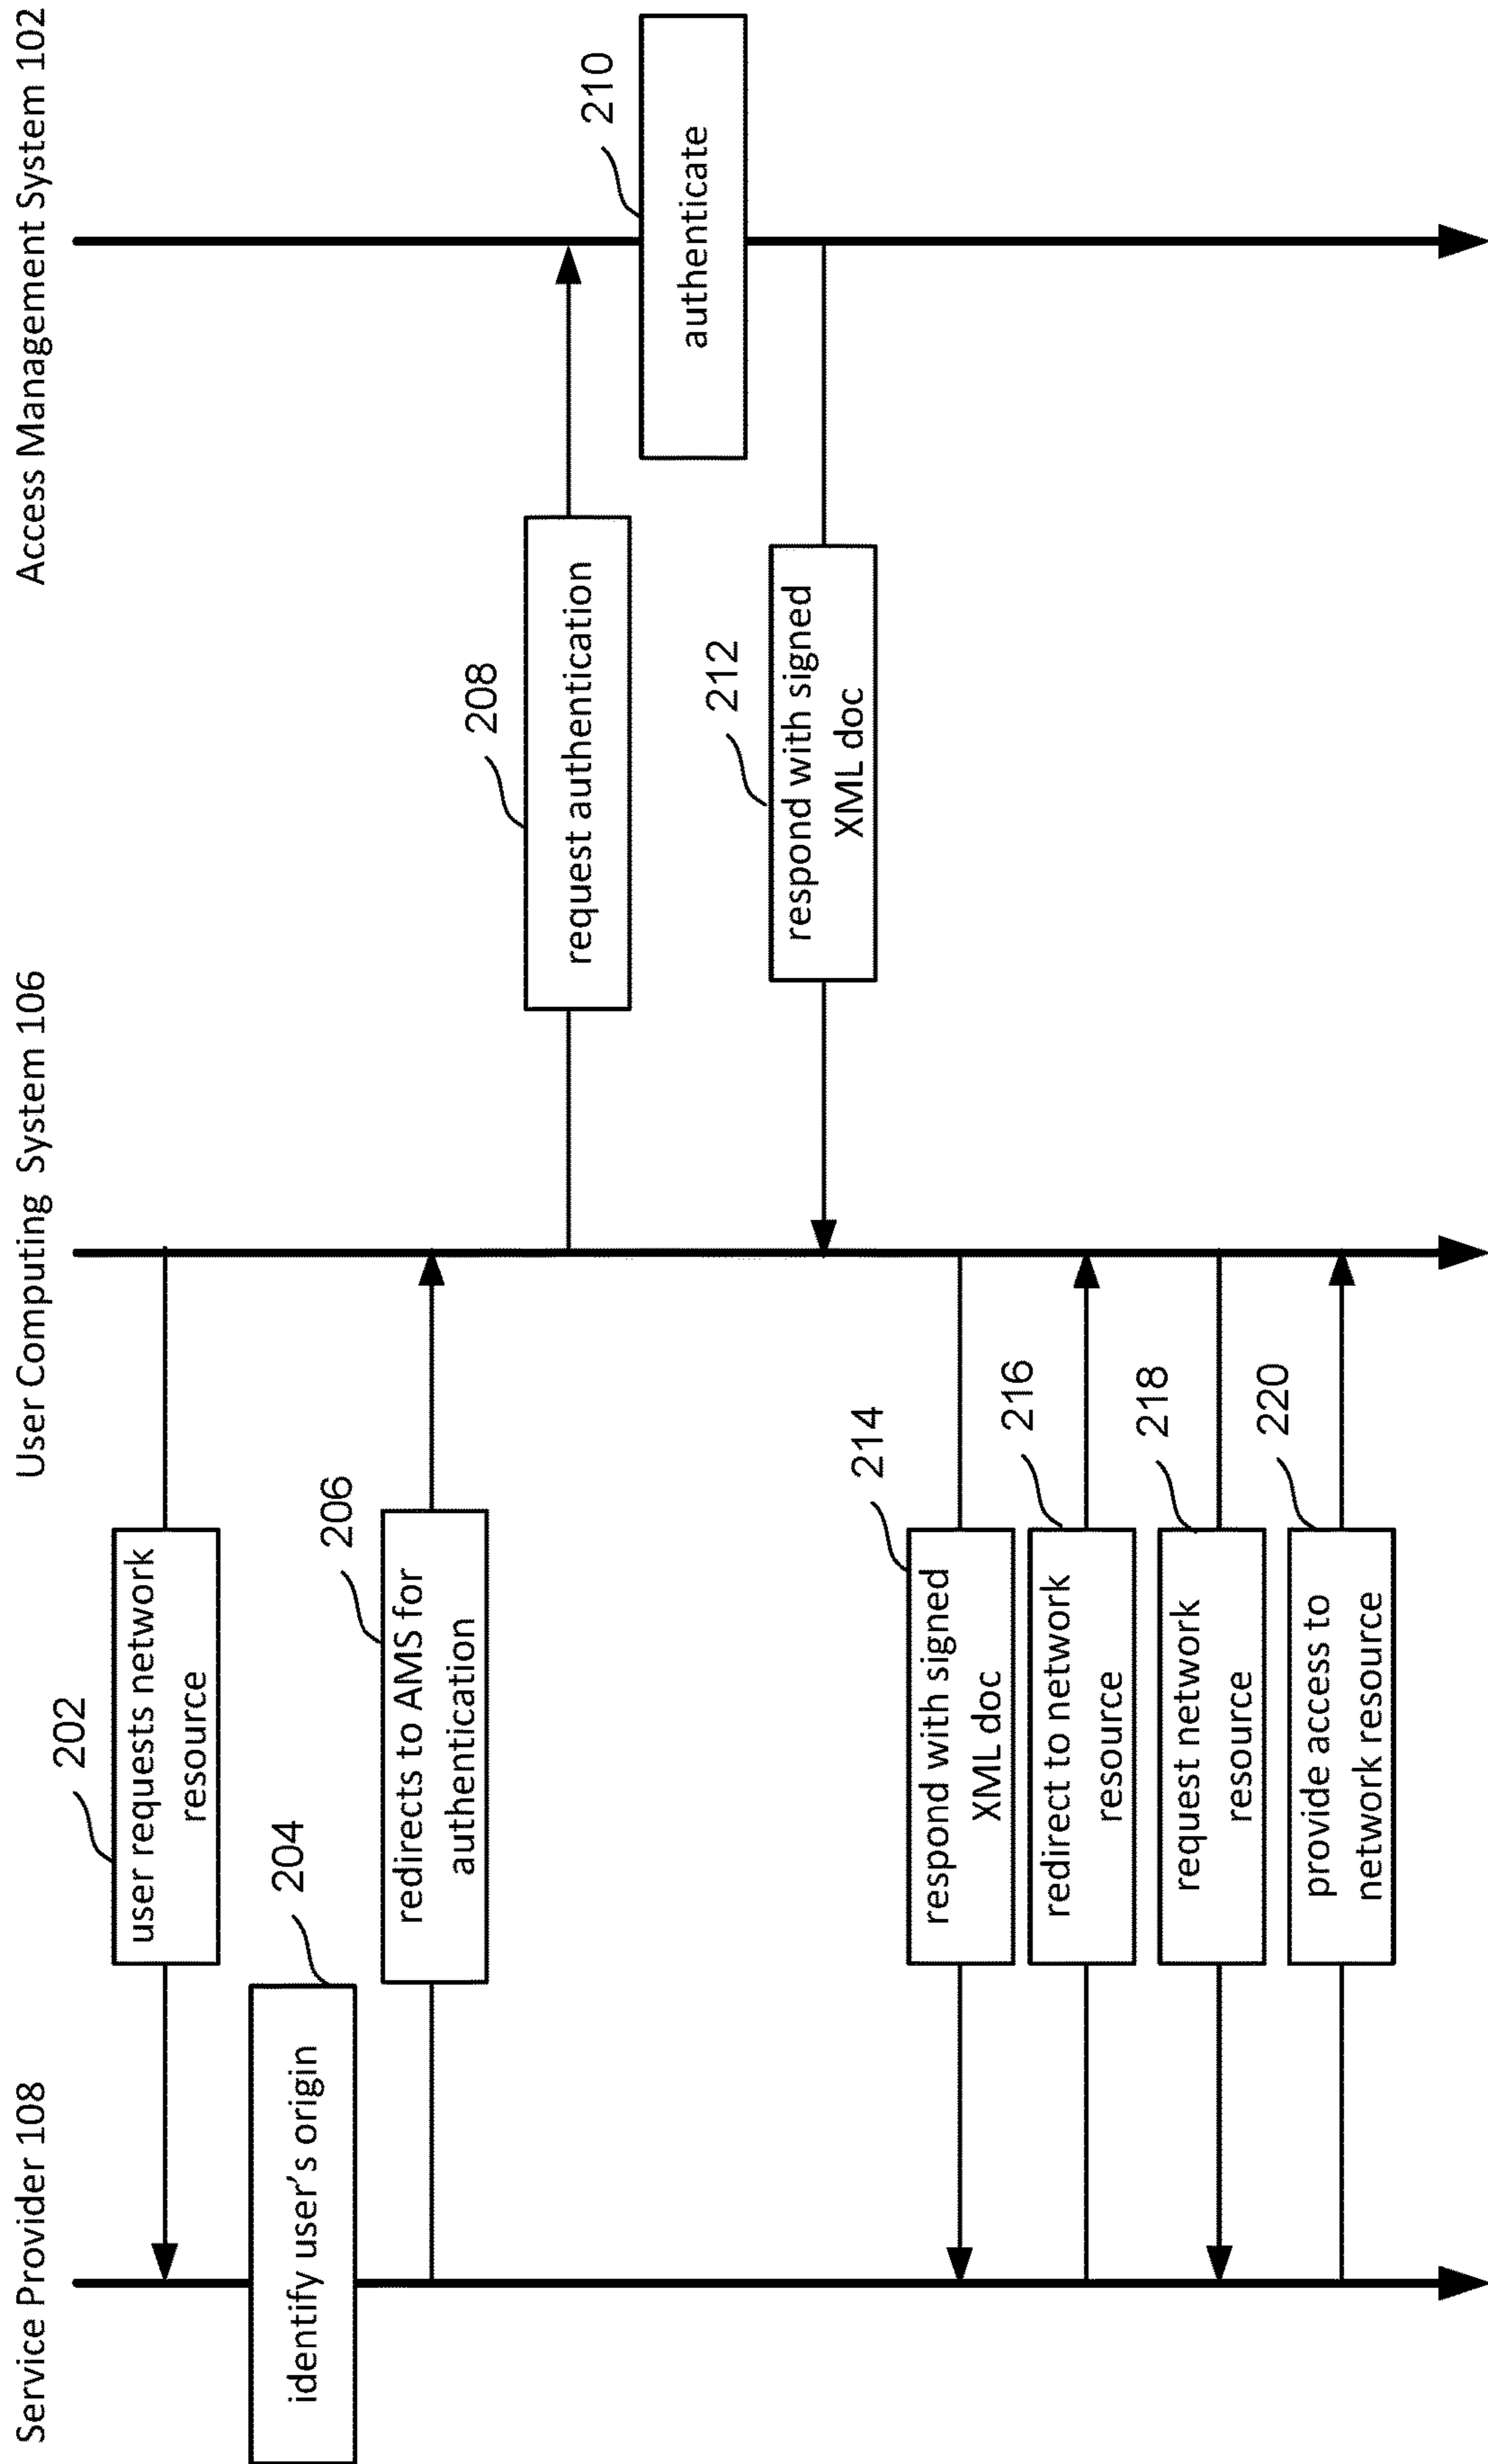 Service Provider 108
User Computing System 106
Access Management System 102
202
user requests network
resource
204
identify user's origin
206
redirects to AMS for
authentication
208
request authentication
210
authenticate
212
respond with signed
XML doc
214
respond with signed
XML doc
216
redirect to network
resource
218
request network
resource
220
provide access to
network resource